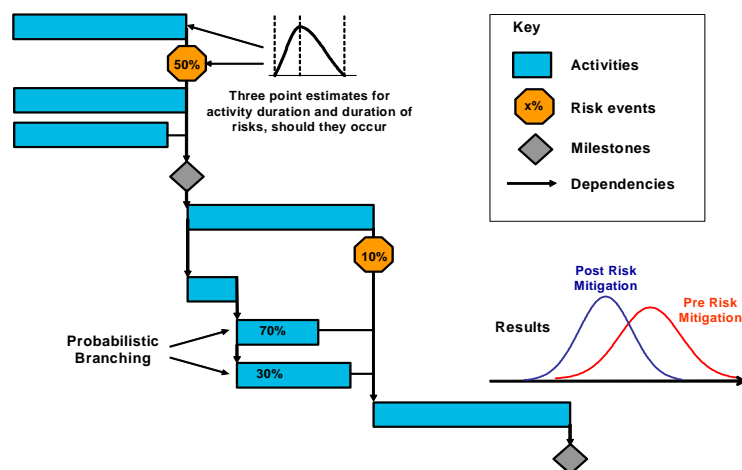 50%
Three point estimates for
activity duration and duration of
risks, should they occur
Key
Activities
x%
Risk events
Milestones
Dependencies
10%
Probabilistic
Branching
70%
30%
Results
Post Risk
Mitigation
Pre Risk
Mitigation